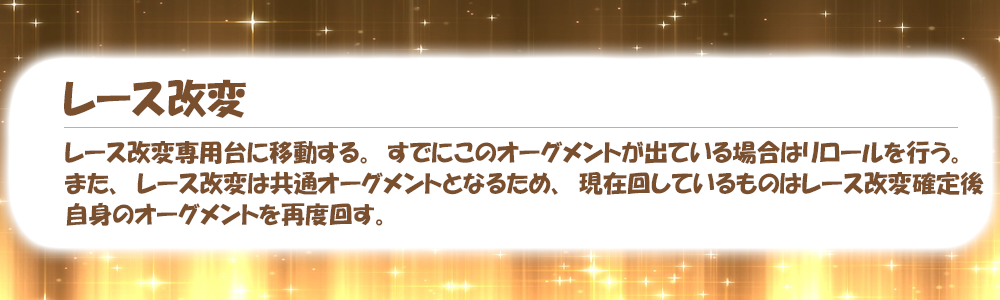 レース改変
レース改変専用台に移動する。すでにこのオーグメントが出ている場合はリロールを行う。
また、レース改変は共通オーグメントとなるため、現在回しているものはレース改変確定後
自身のオーグメントを再度回す。